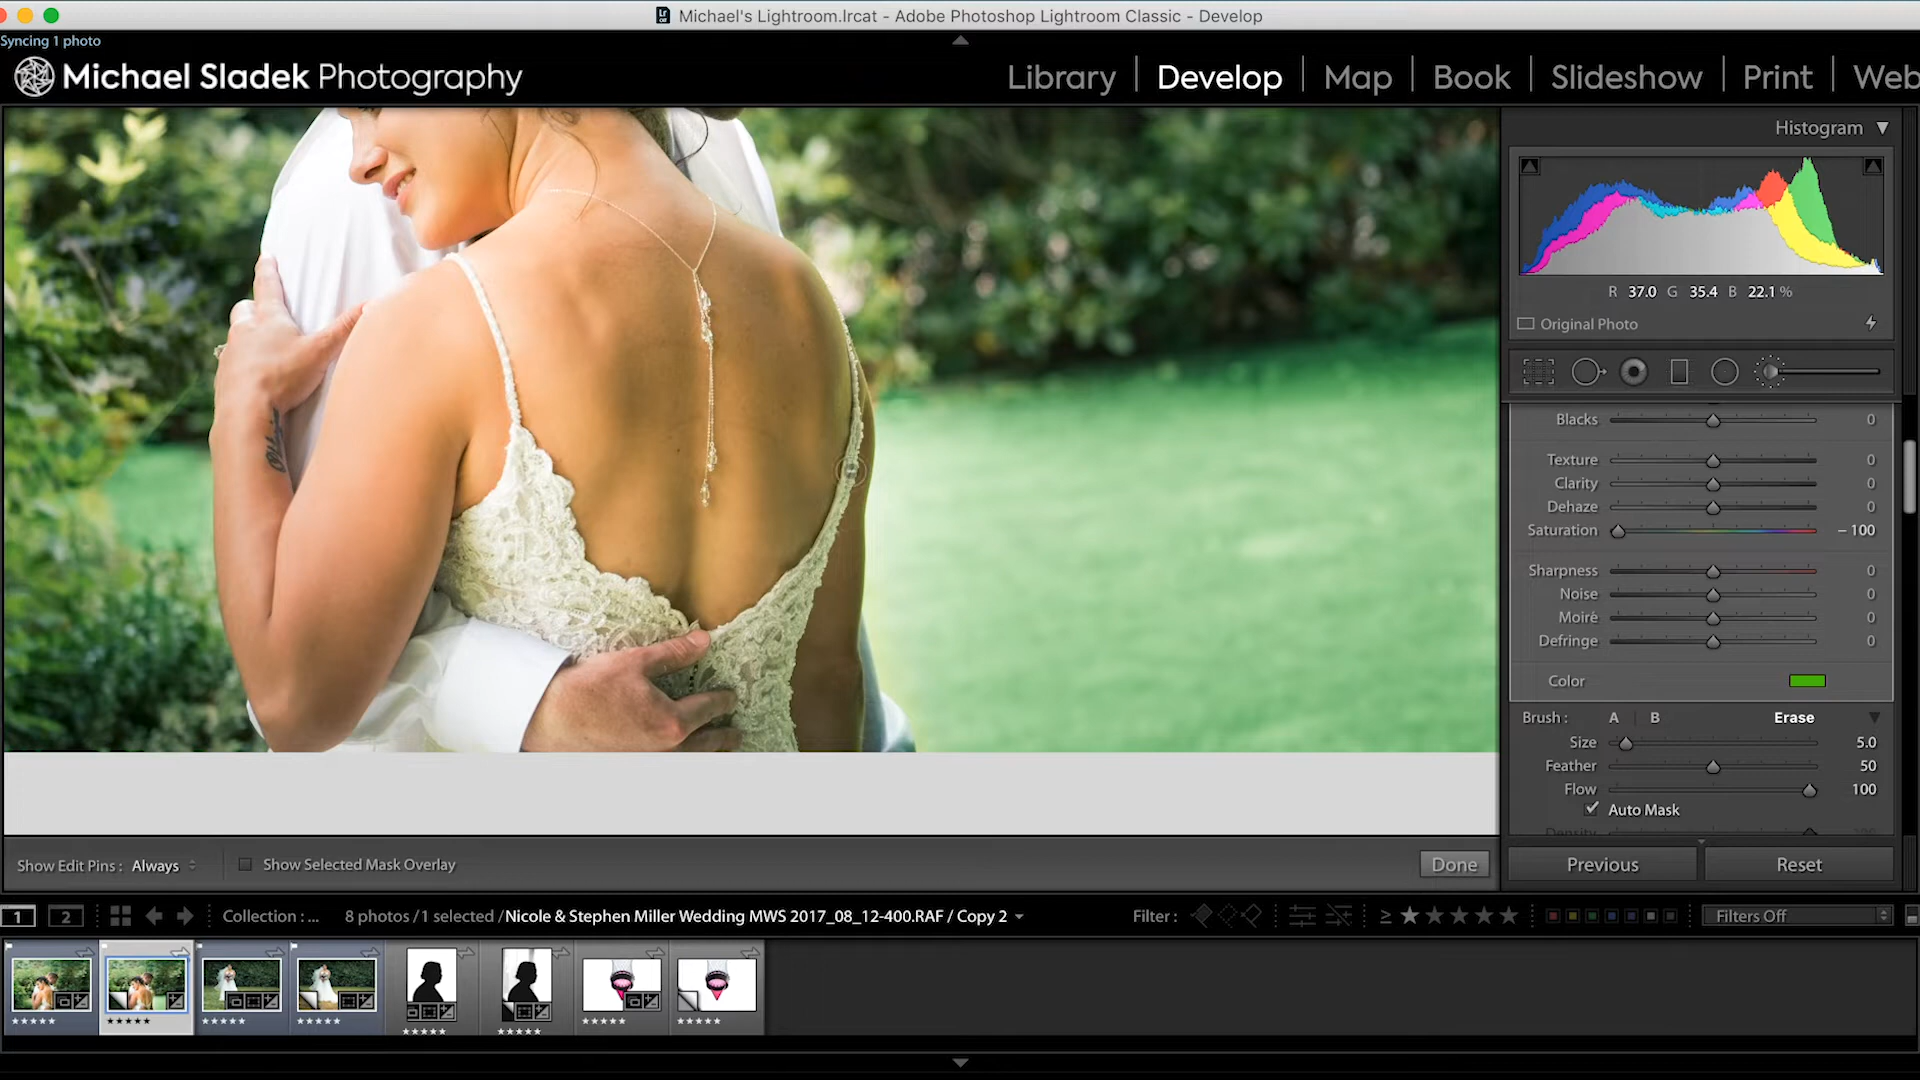 Michael's Lightroom.lrcat - Adobe Photoshop Lightroom Classic - Develop
Syncing 1 photo
Michael Sladek Photography
Library | Develop | Map | Book | Slideshow | Print | Web
Histogram
R 37.0 G 35.4 B 22.1 %
Original Photo
Blacks 0
Texture 0
Clarity 0
Dehaze 0
Saturation – 100
Sharpness 0
Noise 0
Moiré 0
Defringe 0
Color
Brush : A B Erase
Size 5.0
Feather 50
Flow 100
Auto Mask
Show Edit Pins : Always
Show Selected Mask Overlay
Done
Previous
Reset
1 2
Collection : ...
8 photos / 1 selected / Nicole & Stephen Miller Wedding MWS 2017_08_12-400.RAF / Copy 2
Filter :
≥
Filters Off